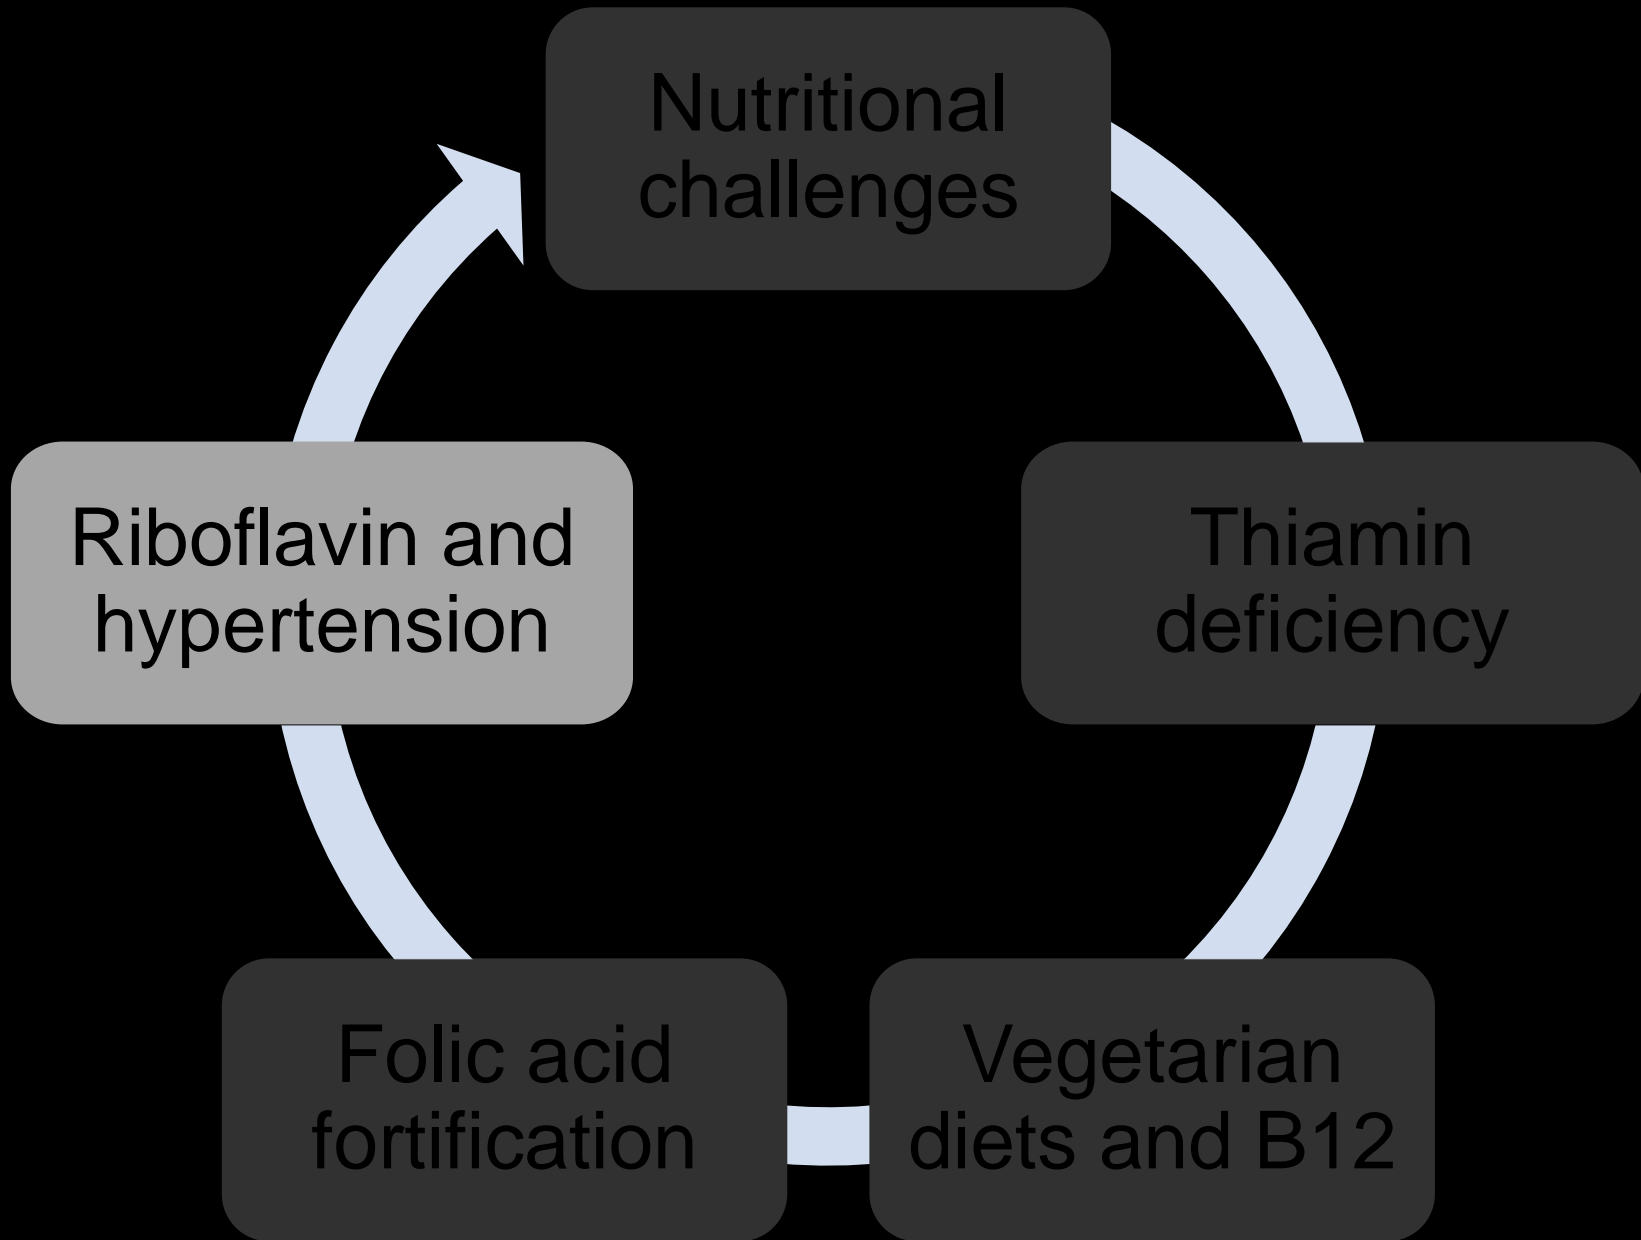 Nutritional
challenges
Thiamin
deficiency
Vegetarian
diets and B12
Folic acid
fortification
Riboflavin and
hypertension